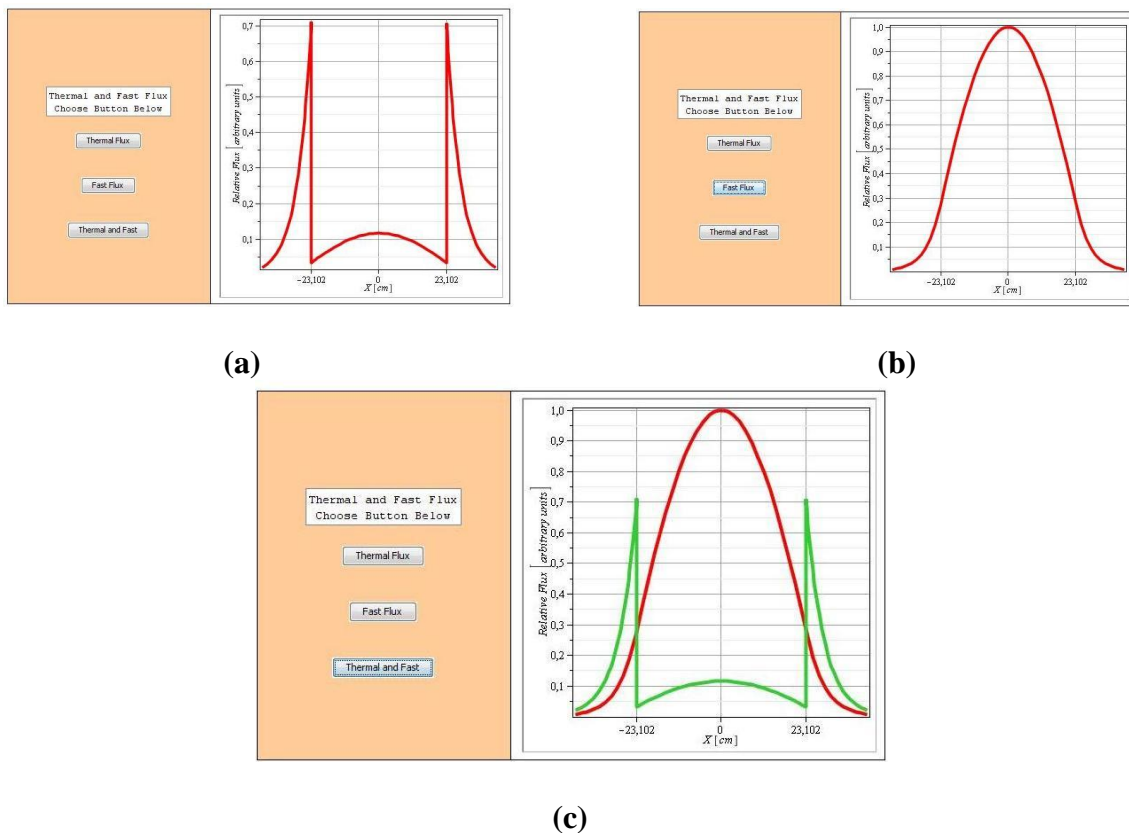 Thermal and Fast Flux
Choose Button Below
Thermal Flux
Fast Flux
Thermal and Fast
Relative Flux [arbitrary units]
0,7
0,6
0,5
0,4
0,3
0,2
0,1
−23,102
0
23,102
X [cm]
(a)
Thermal and Fast Flux
Choose Button Below
Thermal Flux
Fast Flux
Thermal and Fast
Relative Flux [arbitrary units]
1,0
0,9
0,8
0,7
0,6
0,5
0,4
0,3
0,2
0,1
−23,102
0
23,102
X [cm]
(b)
Thermal and Fast Flux
Choose Button Below
Thermal Flux
Fast Flux
Thermal and Fast
Relative Flux [arbitrary units]
1,0
0,9
0,8
0,7
0,6
0,5
0,4
0,3
0,2
0,1
−23,102
0
23,102
X [cm]
(c)